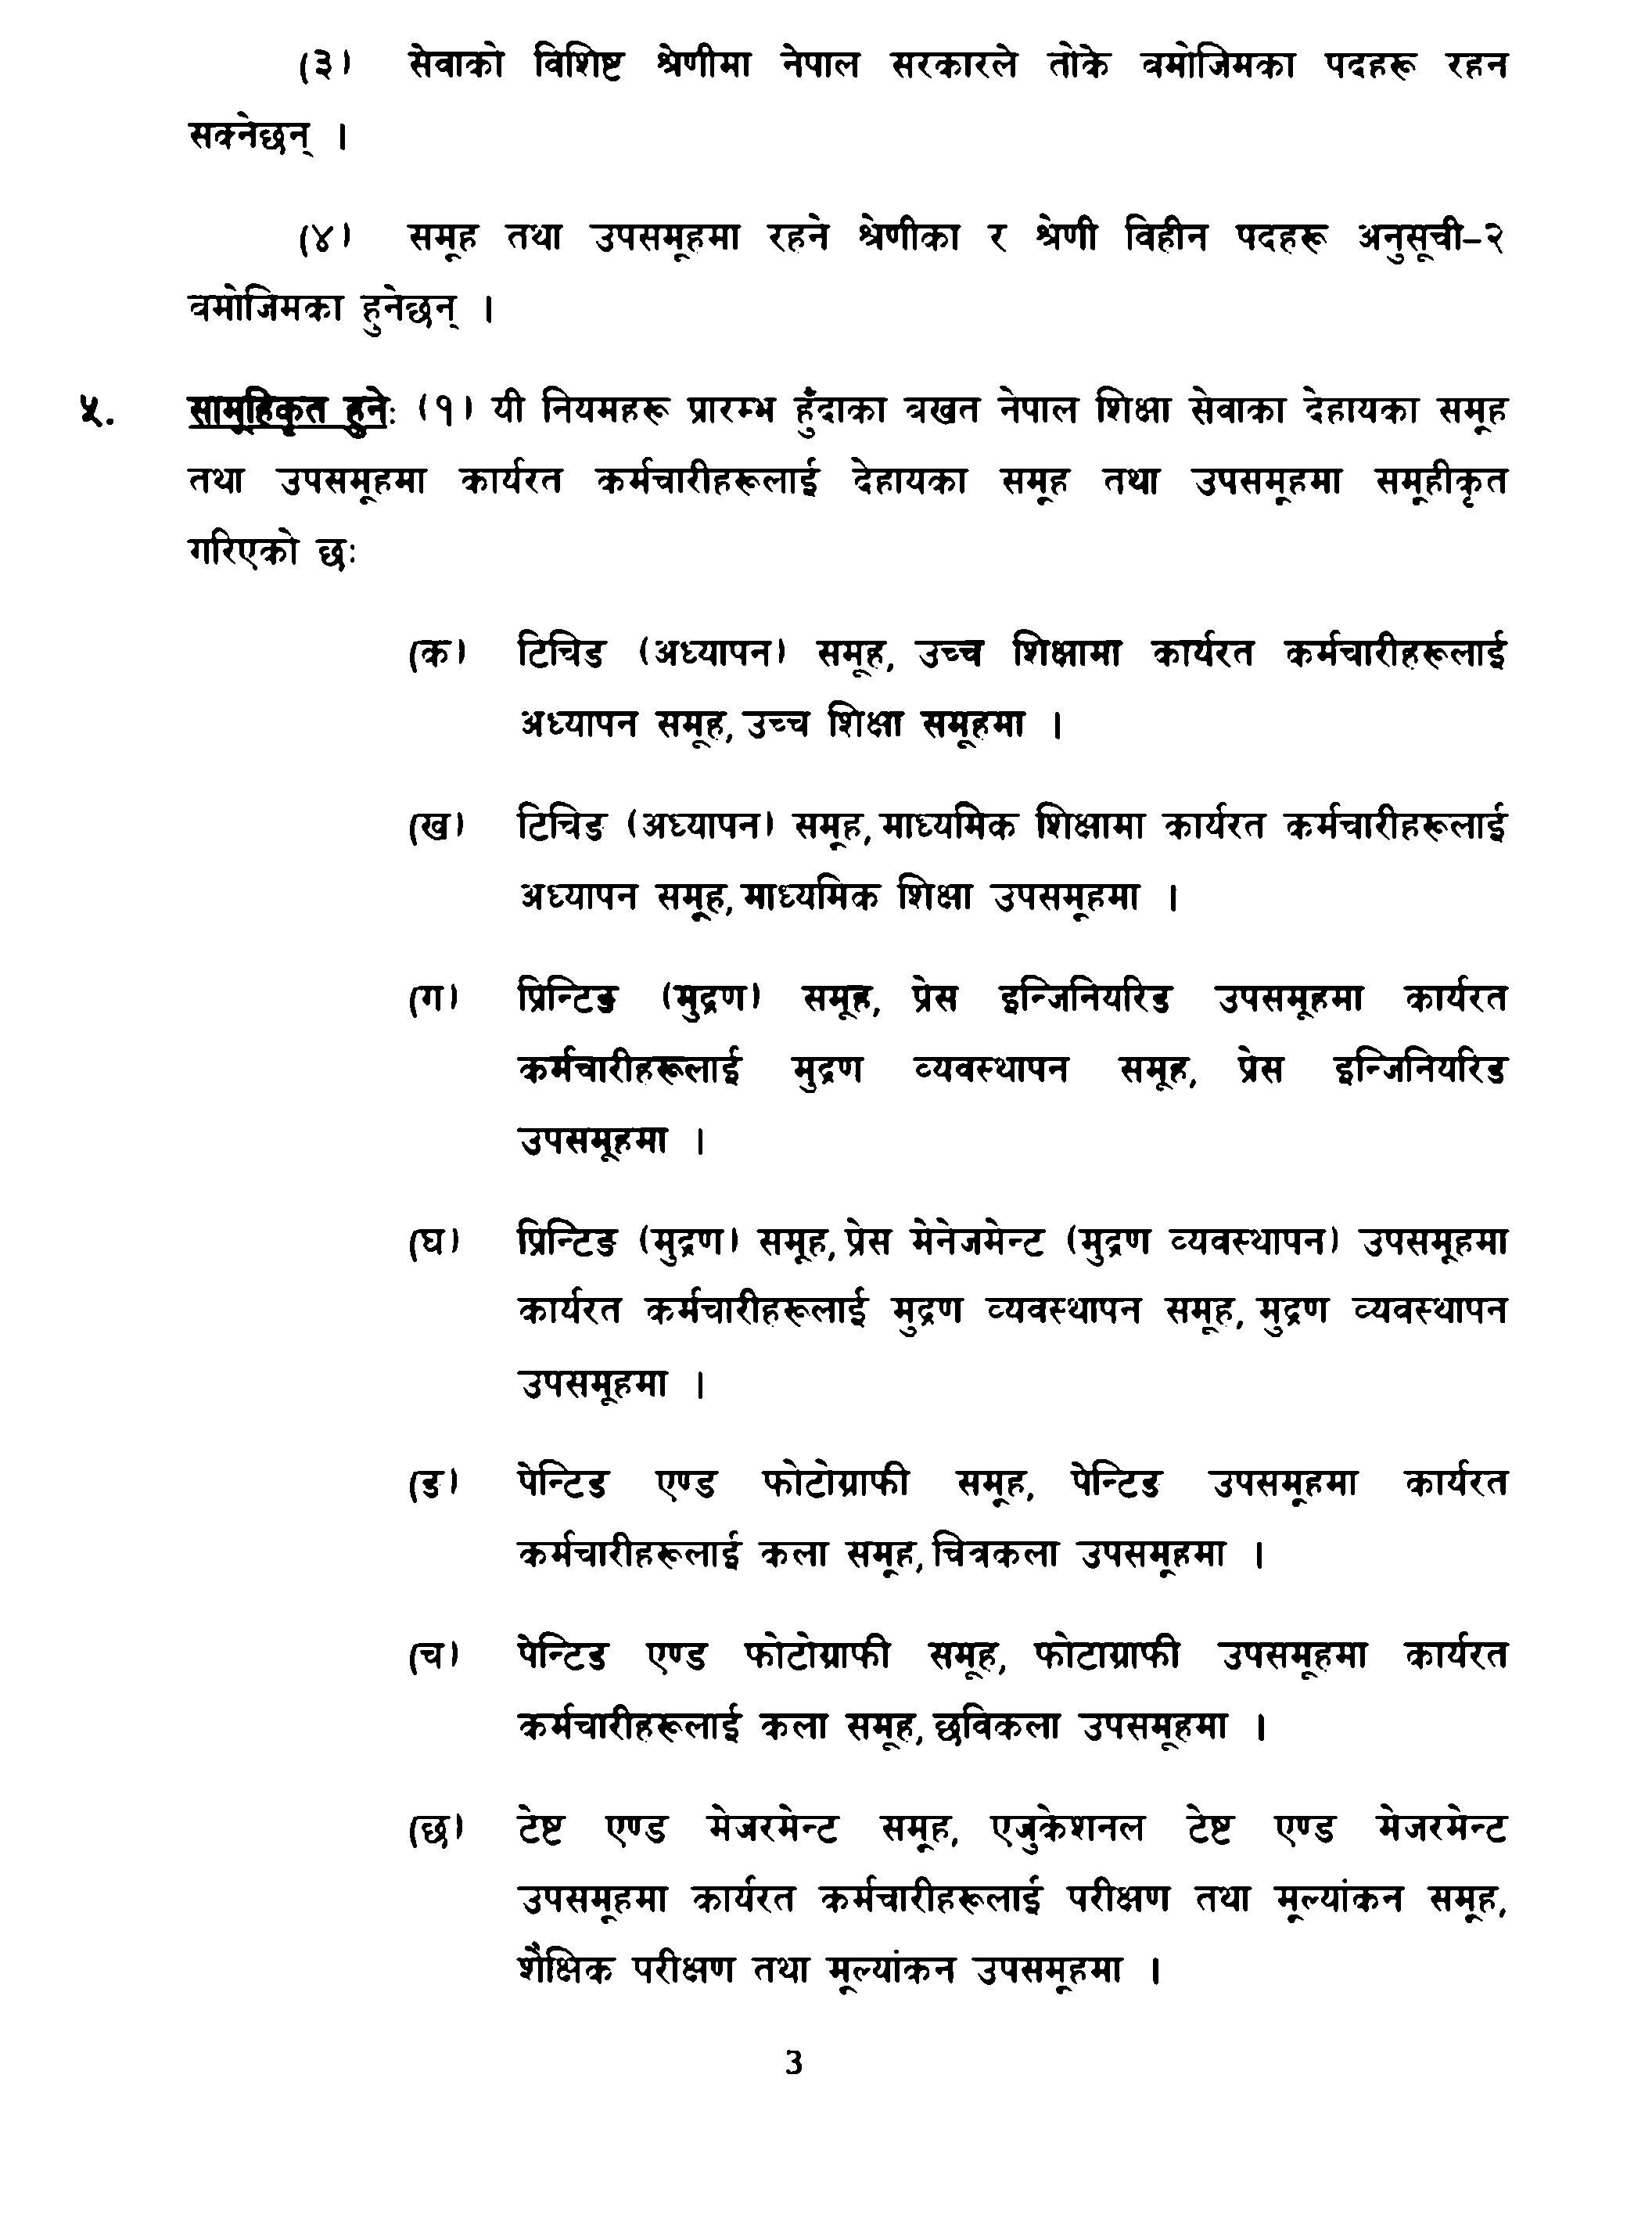 (३) सेवाको विशिष्ट श्रेणीमा नेपाल सरकारले तोके बमोजिमका पदहरू रहन
सक्नेछन् ।
(४) समूह तथा उपसमूहमा रहने श्रेणीका र श्रेणी विहीन पदहरू अनुसूची–२
बमोजिमका हुनेछन् ।
५. सामूहिकृत हुनेः (१) यी नियमहरू प्रारम्भ हुँदाका बखत नेपाल शिक्षा सेवाका देहायका समूह
तथा उपसमूहमा कार्यरत कर्मचारीहरूलाई देहायका समूह तथा उपसमूहमा समूहीकृत
गरिएको छः
(क) टिचिङ (अध्यापन) समूह, उच्च शिक्षामा कार्यरत कर्मचारीहरूलाई
अध्यापन समूह, उच्च शिक्षा समूहमा ।
(ख) टिचिङ (अध्यापन) समूह, माध्यमिक शिक्षामा कार्यरत कर्मचारीहरूलाई
अध्यापन समूह, माध्यमिक शिक्षा उपसमूहमा ।
(ग) प्रिन्टिङ (मुद्रण) समूह, प्रेस इन्जिनियरिङ उपसमूहमा कार्यरत
कर्मचारीहरूलाई मुद्रण व्यवस्थापन समूह, प्रेस इन्जिनियरिङ
उपसमूहमा ।
(घ) प्रिन्टिङ (मुद्रण) समूह, प्रेस मेनेजमेन्ट (मुद्रण व्यवस्थापन) उपसमूहमा
कार्यरत कर्मचारीहरूलाई मुद्रण व्यवस्थापन समूह, मुद्रण व्यवस्थापन
उपसमूहमा ।
(ङ) पेन्टिङ एण्ड फोटोग्राफी समूह, पेन्टिङ उपसमूहमा कार्यरत
कर्मचारीहरूलाई कला समूह, चित्रकला उपसमूहमा ।
(च) पेन्टिङ एण्ड फोटोग्राफी समूह, फोटाग्राफी उपसमूहमा कार्यरत
कर्मचारीहरूलाई कला समूह, छविकला उपसमूहमा ।
(छ) टेष्ट एण्ड मेजरमेन्ट समूह, एजुकेशनल टेष्ट एण्ड मेजरमेन्ट
उपसमूहमा कार्यरत कर्मचारीहरूलाई परीक्षण तथा मूल्यांकन समूह,
शैक्षिक परीक्षण तथा मूल्यांकन उपसमूहमा ।
3